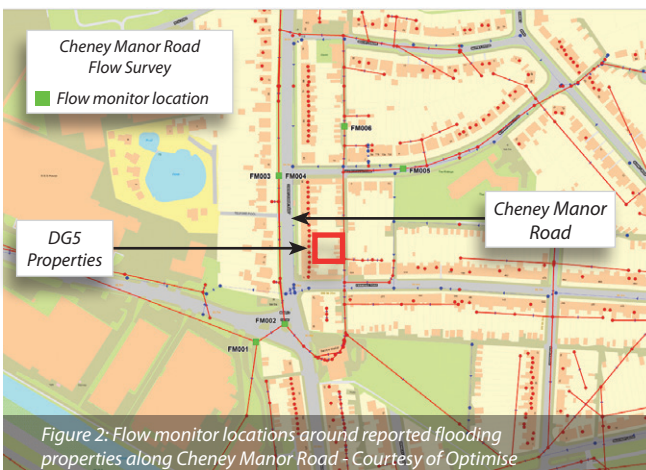 Cheney Manor Road
Flow Survey
Flow monitor location
FM006
FM003
FM004
FM005
DG5
Properties
Cheney Manor
Road
FM002
FM001
Figure 2: Flow monitor locations around reported flooding
properties along Cheney Manor Road - Courtesy of Optimise